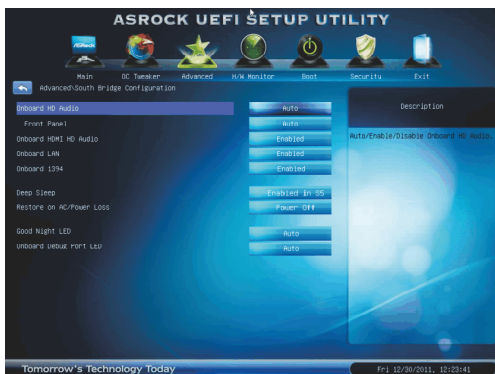 ASROCK UEFI SETUP UTILITY
ASRock
Main OC Tweaker Advanced H/W Monitor Boot Security Exit
Advanced\South Bridge Configuration
Onboard HD Audio Auto
Front Panel Auto
Onboard HDMI HD Audio Enabled
Onboard LAN Enabled
Onboard 1394 Enabled
Deep Sleep Enabled in S5
Restore on AC/Power Loss Power Off
Good Night LED Auto
Onboard Debug Port LED Auto
Description
Auto/Enable/Disable Onboard HD Audio.
Tomorrow's Technology Today
Fri 12/30/2011, 12:23:41